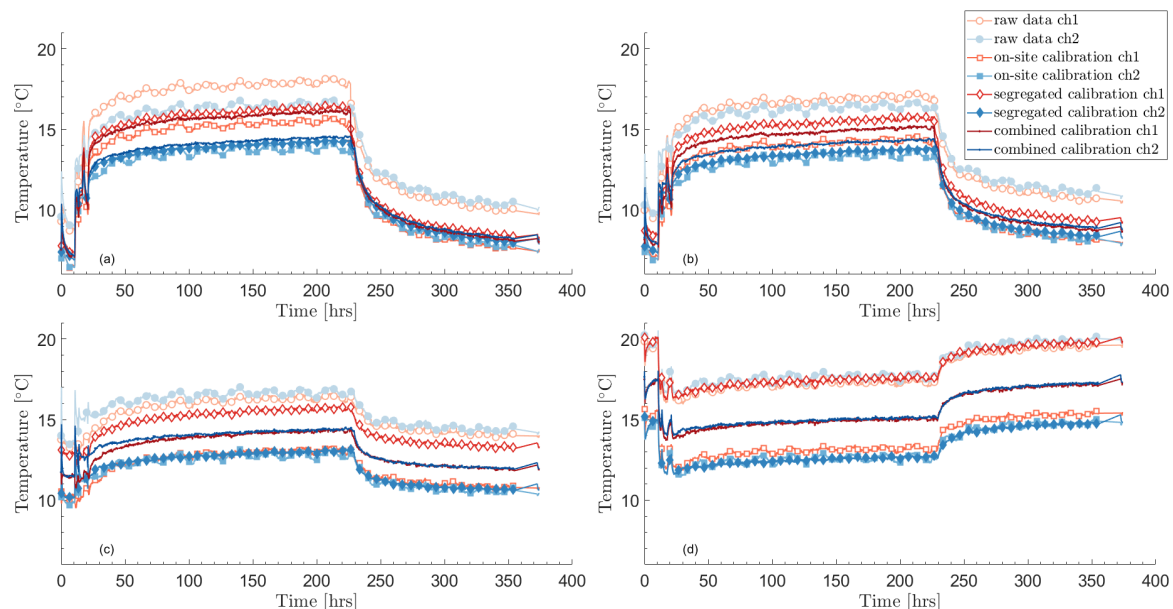 raw data ch1
raw data ch2
on-site calibration ch1
on-site calibration ch2
segregated calibration ch1
segregated calibration ch2
combined calibration ch1
combined calibration ch2
20
15
10
Temperature [°C]
(a)
0 50 100 150 200 250 300 350 400
Time [hrs]
20
15
10
Temperature [°C]
(b)
0 50 100 150 200 250 300 350 400
Time [hrs]
20
15
10
Temperature [°C]
(c)
0 50 100 150 200 250 300 350 400
Time [hrs]
20
15
10
Temperature [°C]
(d)
0 50 100 150 200 250 300 350 400
Time [hrs]